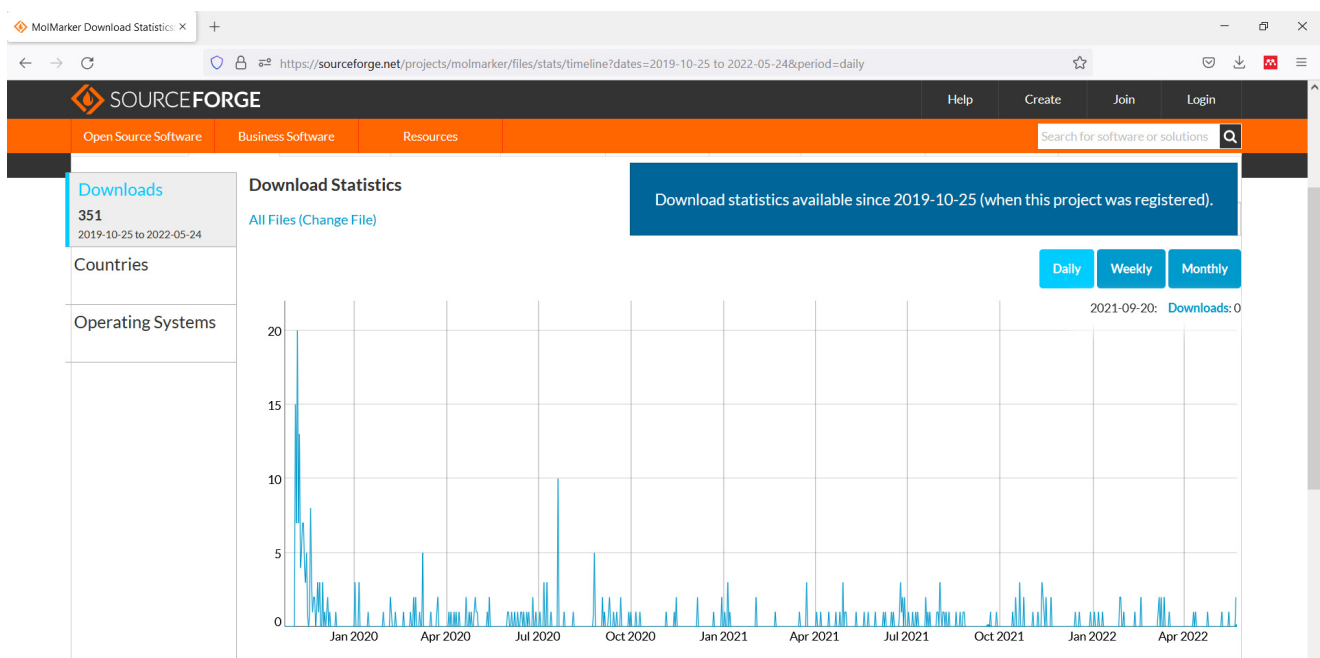 MolMarker Download Statistics
https://sourceforge.net/projects/molmarker/files/stats/timeline?dates=2019-10-25 to 2022-05-24&period=daily
SOURCEFORGE
Help Create Join Login
Open Source Software Business Software Resources
Search for software or solutions
Downloads
351
2019-10-25 to 2022-05-24
Countries
Operating Systems
Download Statistics
All Files (Change File)
Download statistics available since 2019-10-25 (when this project was registered).
Daily Weekly Monthly
2021-09-20: Downloads: 0
20
15
10
5
0
Jan 2020 Apr 2020 Jul 2020 Oct 2020 Jan 2021 Apr 2021 Jul 2021 Oct 2021 Jan 2022 Apr 2022